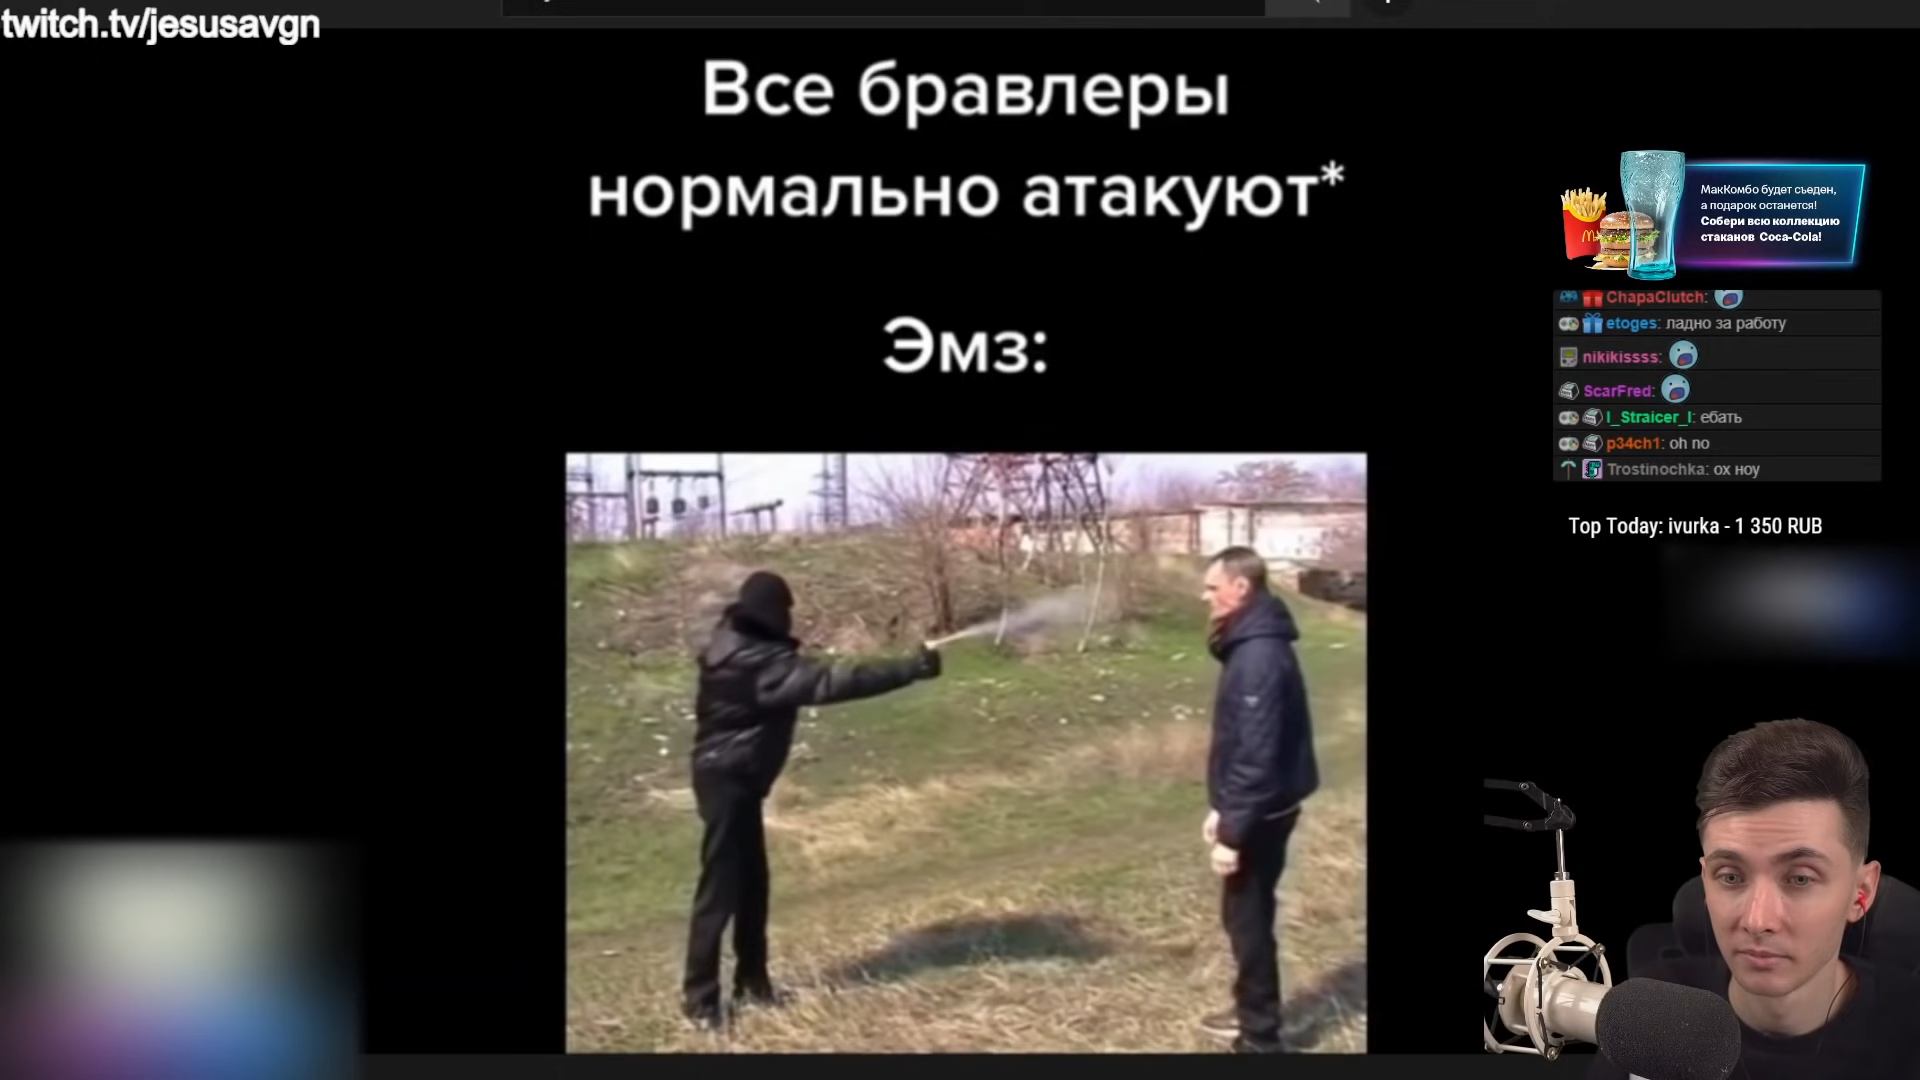 twitch.tv/jesusavgn
Все бравлеры
нормально атакуют*
Эмз:
МакКомбо будет съеден,
а подарок останется!
Собери всю коллекцию
стаканов Coca-Cola!
ChapaClutch:
etoges: ладно за работу
nikikissss:
ScarFred:
I_Straicer_I: ебать
p34ch1: oh no
Trostinochka: ох ноу
Top Today: ivurka - 1 350 RUB